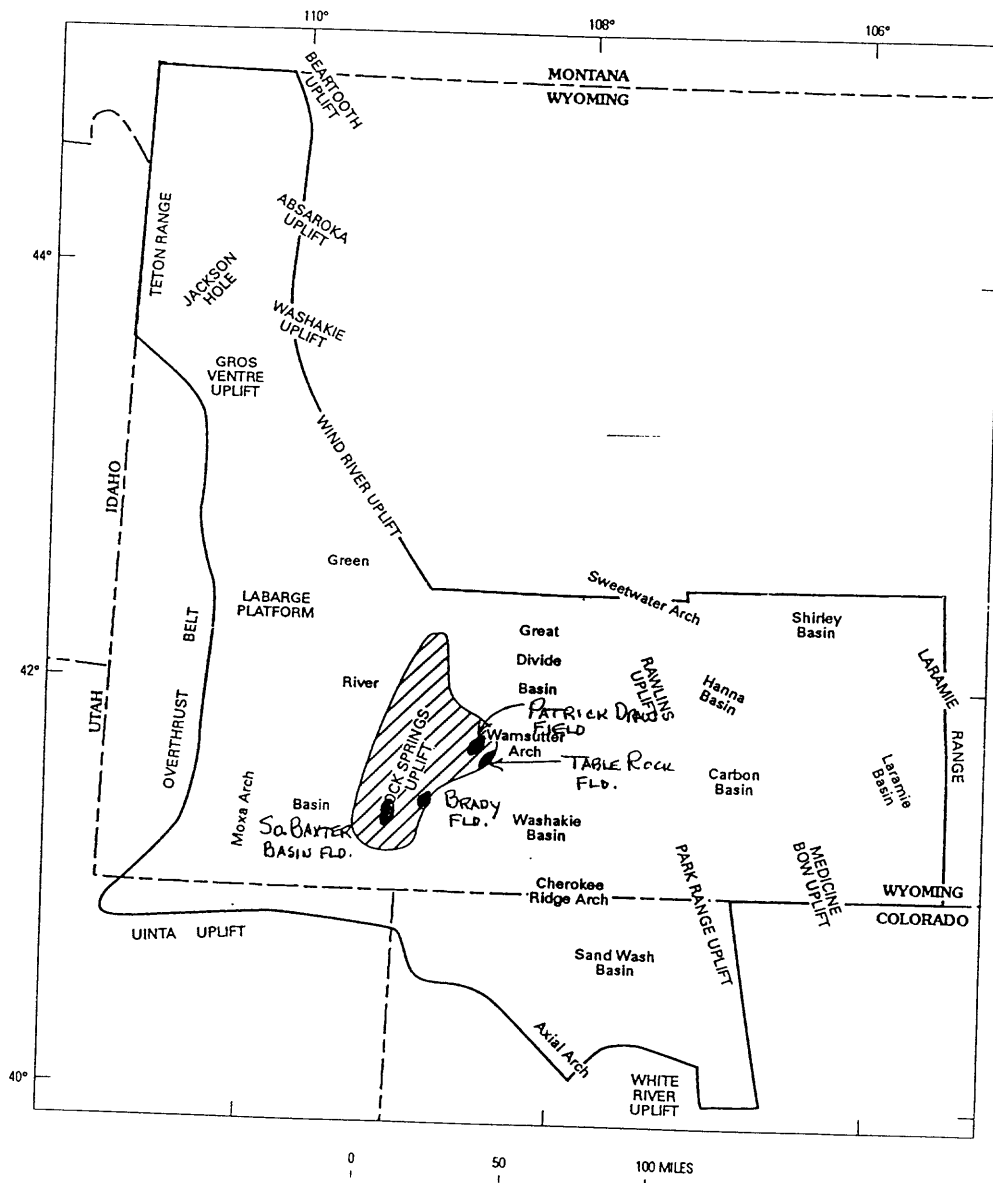 110°
108°
106°
BEARTOOTH
UPLIFT
MONTANA
WYOMING
ABSAROKA
UPLIFT
44°
TETON RANGE
JACKSON
HOLE
WASHAKIE
UPLIFT
GROS
VENTRE
UPLIFT
WIND RIVER UPLIFT
IDAHO
Green
LABARGE
PLATFORM
Sweetwater Arch
Shirley
Basin
BELT
Great
Divide
Basin
42°
UTAH
River
RAWLINS
UPLIFT
Hanna
Basin
LARAMIE
RANGE
PATRICK DRAW
FIELD
OVERTHRUST
OCK SPRINGS
UPLIFT
Wamsutter
Arch
TABLE ROCK
FLD.
Carbon
Basin
Laramie
Basin
Moxa Arch
Basin
BRADY
FLD.
So. BAXTER
BASIN FLD.
Washakie
Basin
PARK RANGE UPLIFT
MEDICINE
BOW UPLIFT
Cherokee
Ridge Arch
WYOMING
COLORADO
UINTA UPLIFT
Sand Wash
Basin
Axial Arch
40°
WHITE
RIVER
UPLIFT
0 50 100 MILES